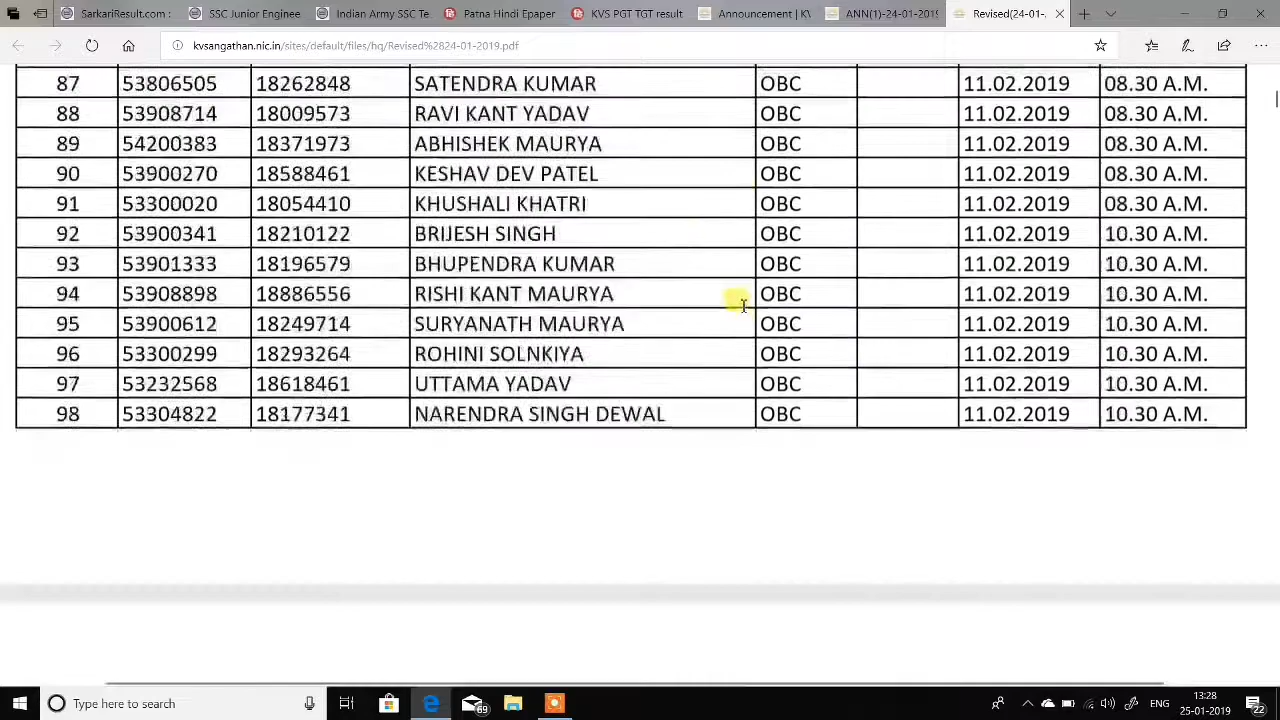 SarkariRes.com : (
SSC Junior Engineer
Indian Army SSC Te.
Patna Hindi Epaper
KVS PGT TGT result
Announcement | K\
ANN(1)-24-01-2019
Revised(24-01-
kvsangathan.nic.in/sites/default/files/hq/Revised%2824-01-2019.pdf
87 53806505 18262848 SATENDRA KUMAR OBC 11.02.2019 08.30 A.M.
88 53908714 18009573 RAVI KANT YADAV OBC 11.02.2019 08.30 A.M.
89 54200383 18371973 ABHISHEK MAURYA OBC 11.02.2019 08.30 A.M.
90 53900270 18588461 KESHAV DEV PATEL OBC 11.02.2019 08.30 A.M.
91 53300020 18054410 KHUSHALI KHATRI OBC 11.02.2019 08.30 A.M.
92 53900341 18210122 BRIJESH SINGH OBC 11.02.2019 10.30 A.M.
93 53901333 18196579 BHUPENDRA KUMAR OBC 11.02.2019 10.30 A.M.
94 53908898 18886556 RISHI KANT MAURYA OBC 11.02.2019 10.30 A.M.
95 53900612 18249714 SURYANATH MAURYA OBC 11.02.2019 10.30 A.M.
96 53300299 18293264 ROHINI SOLNKIYA OBC 11.02.2019 10.30 A.M.
97 53232568 18618461 UTTAMA YADAV OBC 11.02.2019 10.30 A.M.
98 53304822 18177341 NARENDRA SINGH DEWAL OBC 11.02.2019 10.30 A.M.
Type here to search
69
ENG
13:28
25-01-2019
22